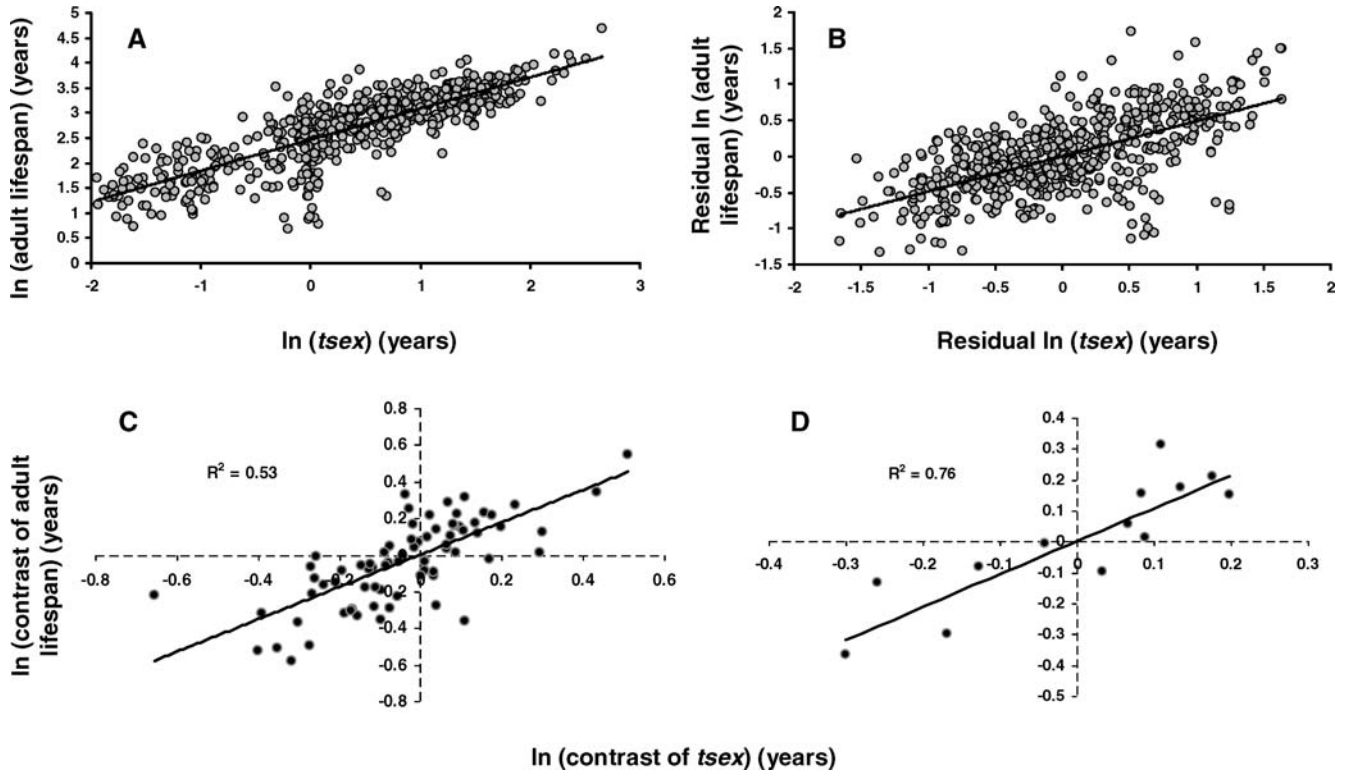 A
ln (adult lifespan) (years)
5
4.5
4
3.5
3
2.5
2
1.5
1
0.5
0
-2 -1 0 1 2 3
ln (tsex) (years)
B
Residual ln (adult
lifespan) (years)
2
1.5
1
0.5
0
-0.5
-1
-1.5
-2 -1.5 -1 -0.5 0 0.5 1 1.5 2
Residual ln (tsex) (years)
C
R² = 0.53
ln (contrast of adult
lifespan) (years)
0.8
0.6
0.4
0.2
0
-0.2
-0.4
-0.6
-0.8
-0.8 -0.6 -0.4 -0.2 0 0.2 0.4 0.6
D
R² = 0.76
0.4
0.3
0.2
0.1
0
-0.1
-0.2
-0.3
-0.4
-0.5
-0.4 -0.3 -0.2 -0.1 0 0.1 0.2 0.3
ln (contrast of tsex) (years)